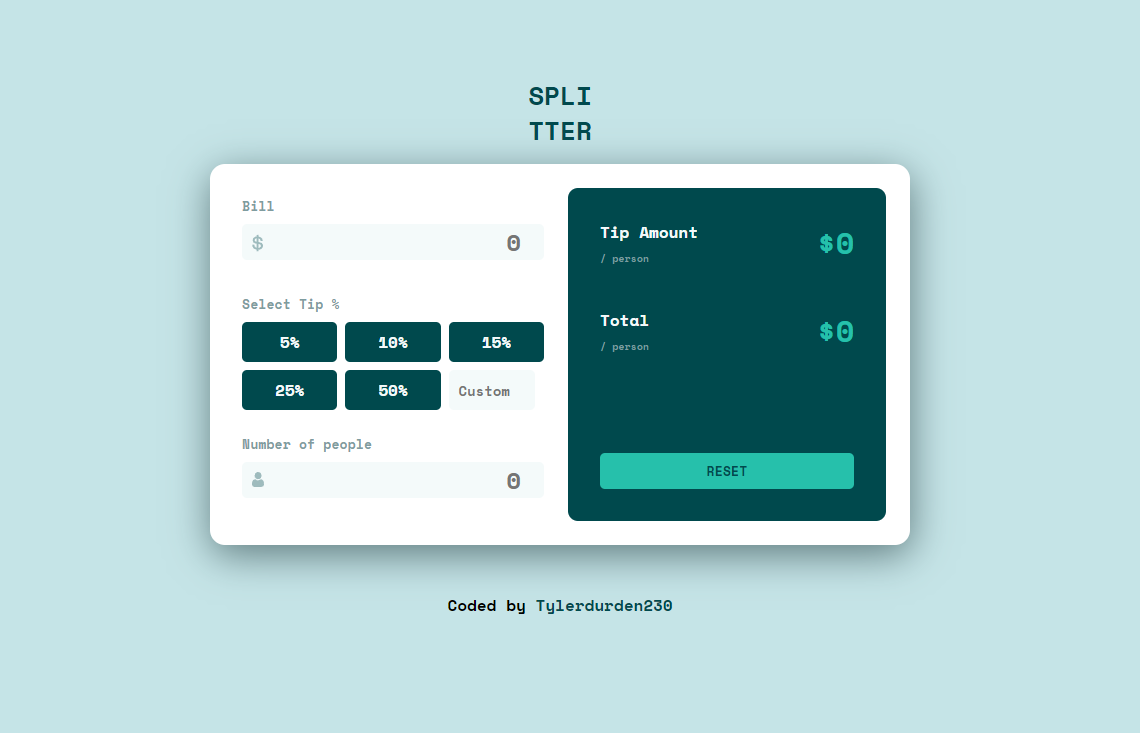 SPLI
TTER
Bill
$ 0
Select Tip %
5% 10% 15%
25% 50% Custom
Number of people
0
Tip Amount
/ person
$0
Total
/ person
$0
RESET
Coded by Tylerdurden230